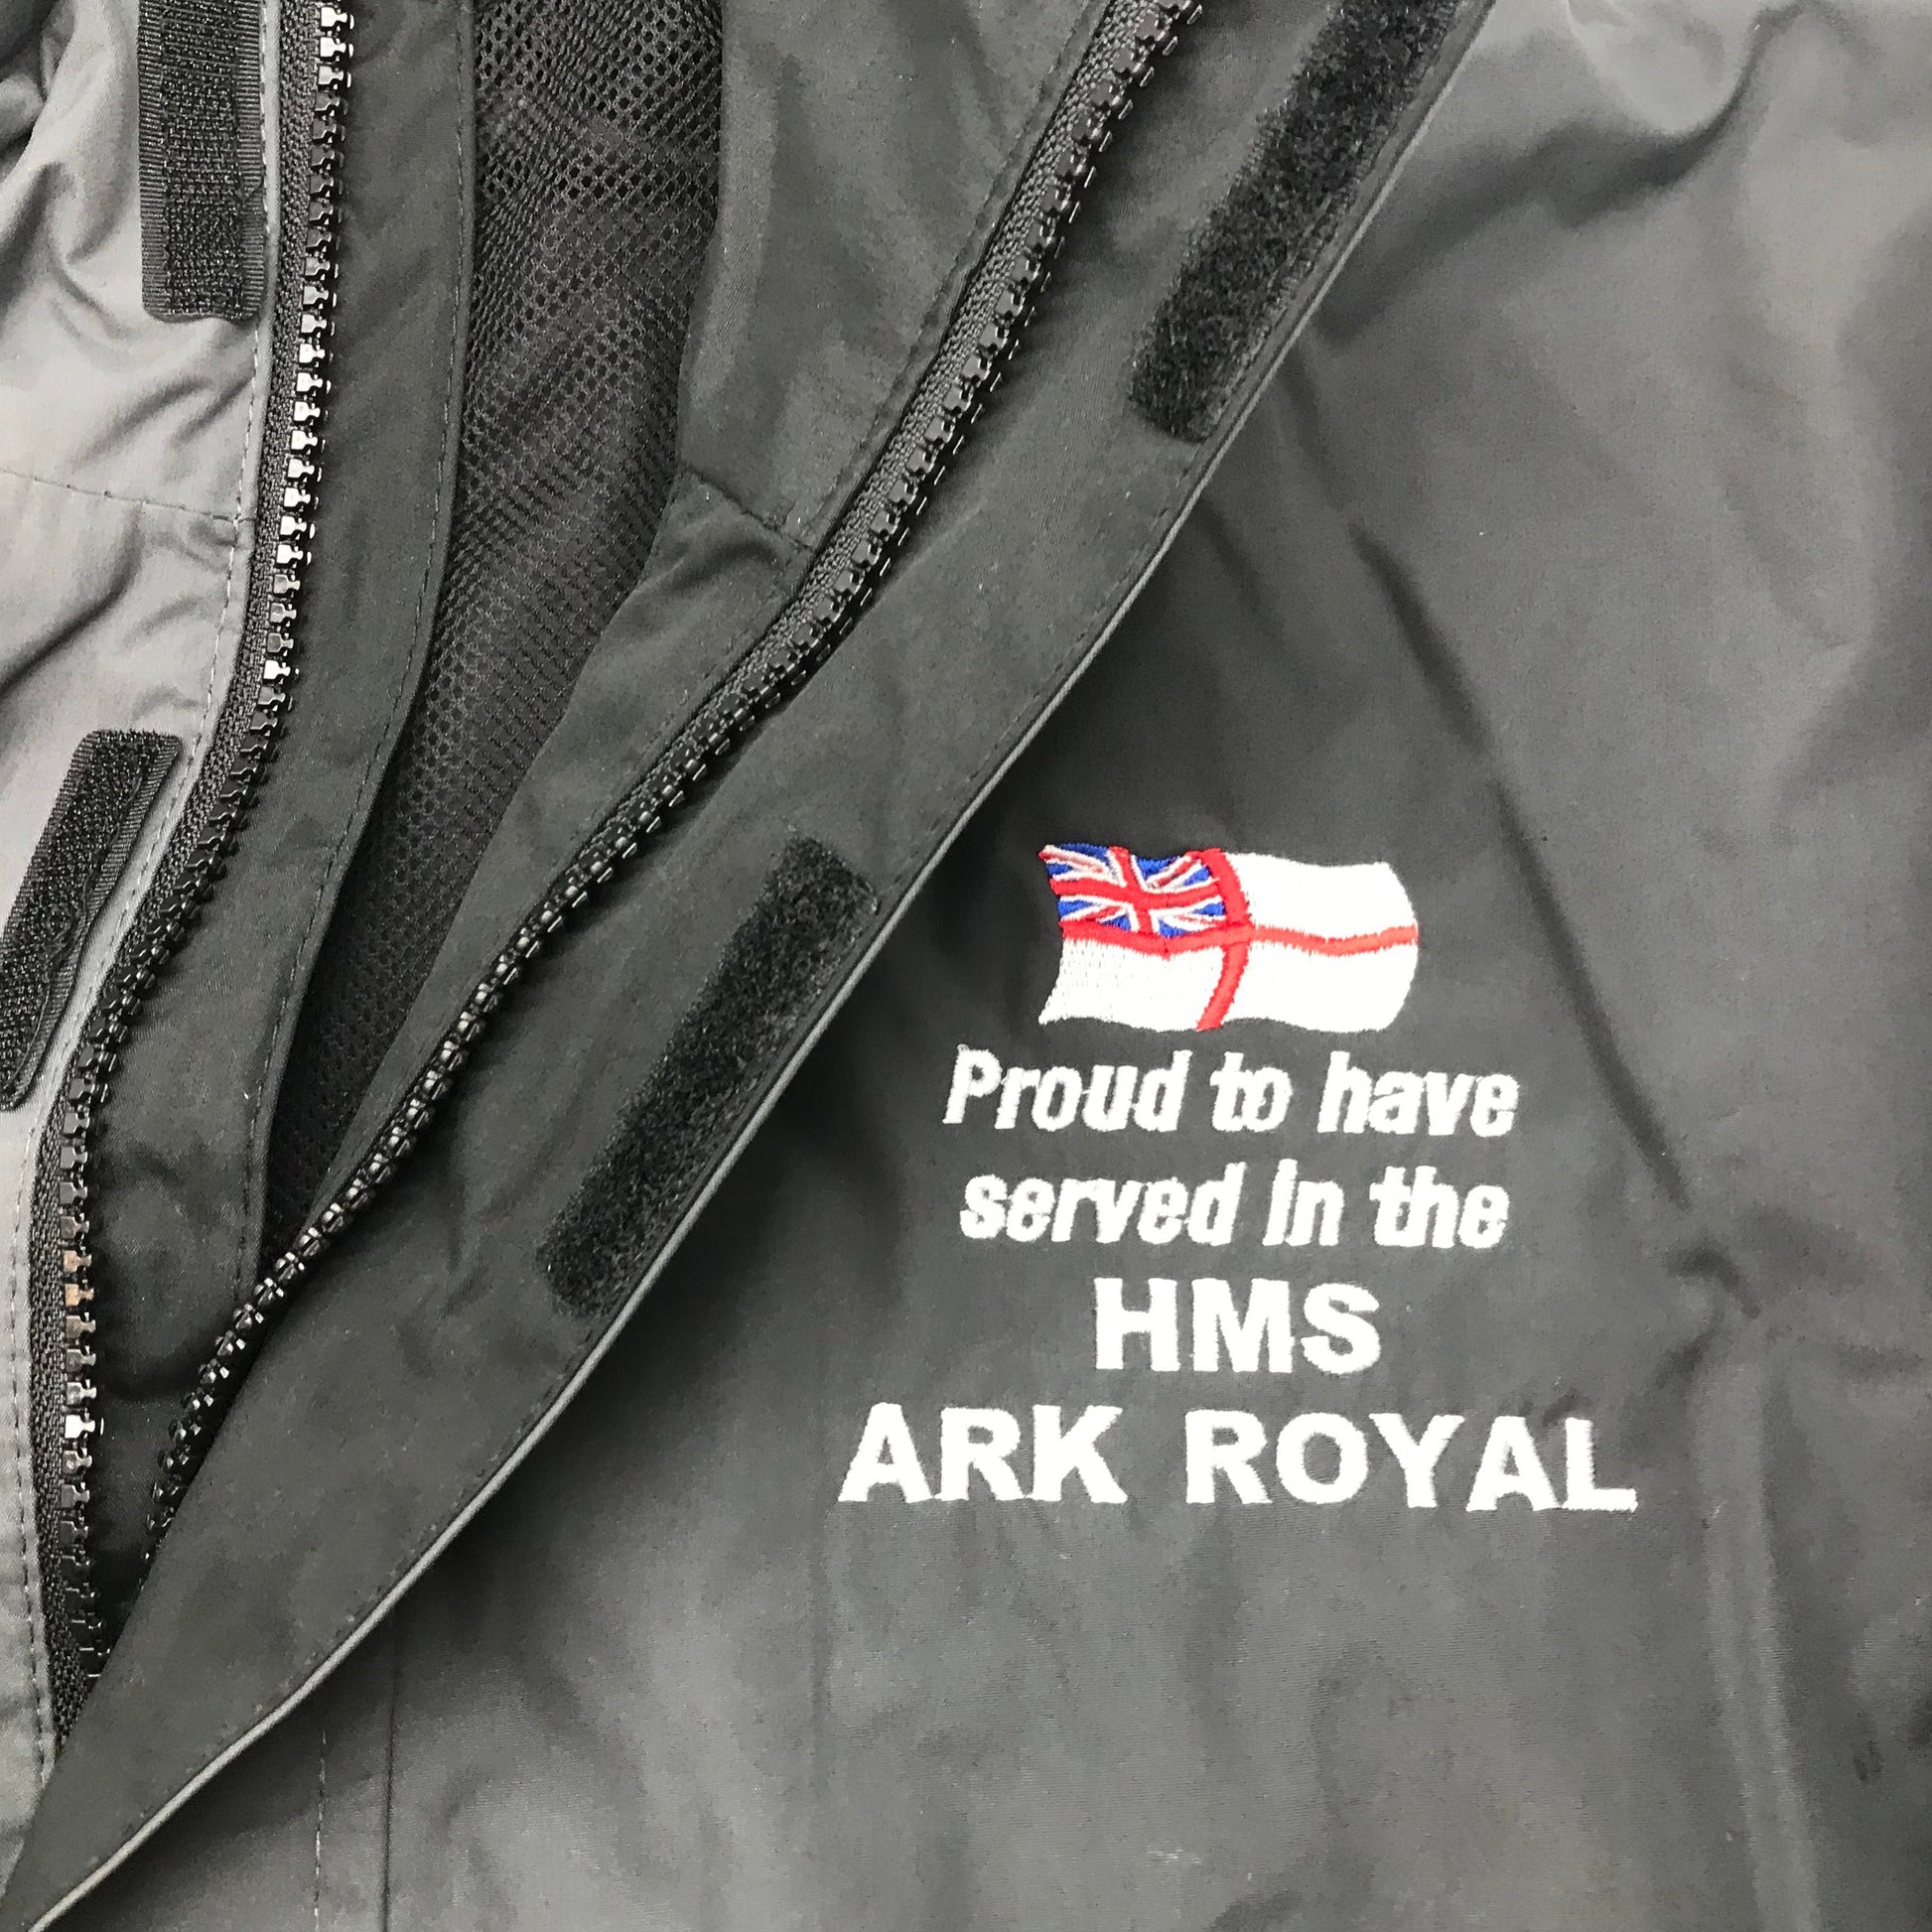 Proud to have
served in the
HMS
ARK ROYAL